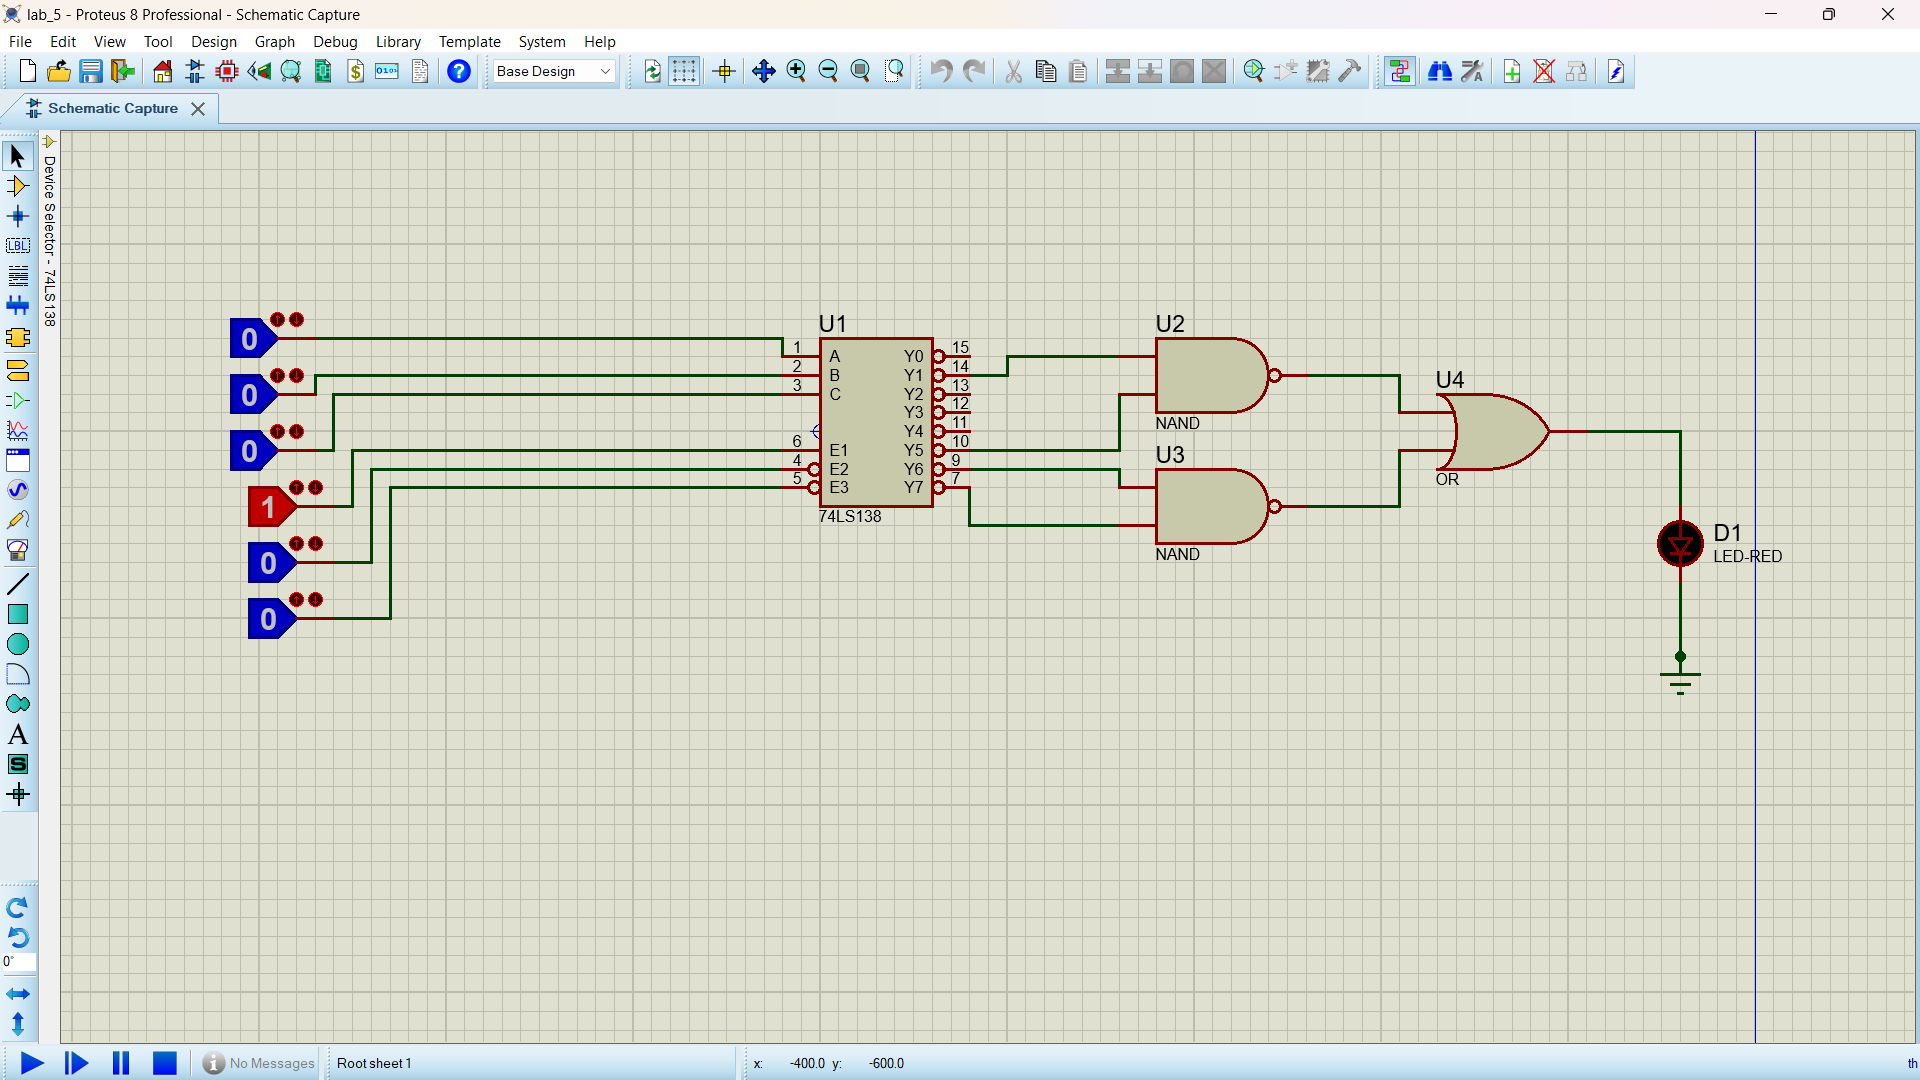 lab_5 - Proteus 8 Professional - Schematic Capture
File Edit View Tool Design Graph Debug Library Template System Help
Base Design
Schematic Capture
Device Selector - 74LS138
LBL
A
S
0°
0
0
0
1
0
0
U1
1 A Y0 15
2 B Y1 14
3 C Y2 13
Y3 12
Y4 11
6 E1 Y5 10
4 E2 Y6 9
5 E3 Y7 7
74LS138
U2
NAND
U3
NAND
U4
OR
D1
LED-RED
No Messages
Root sheet 1
x: -400.0 y: -600.0
th